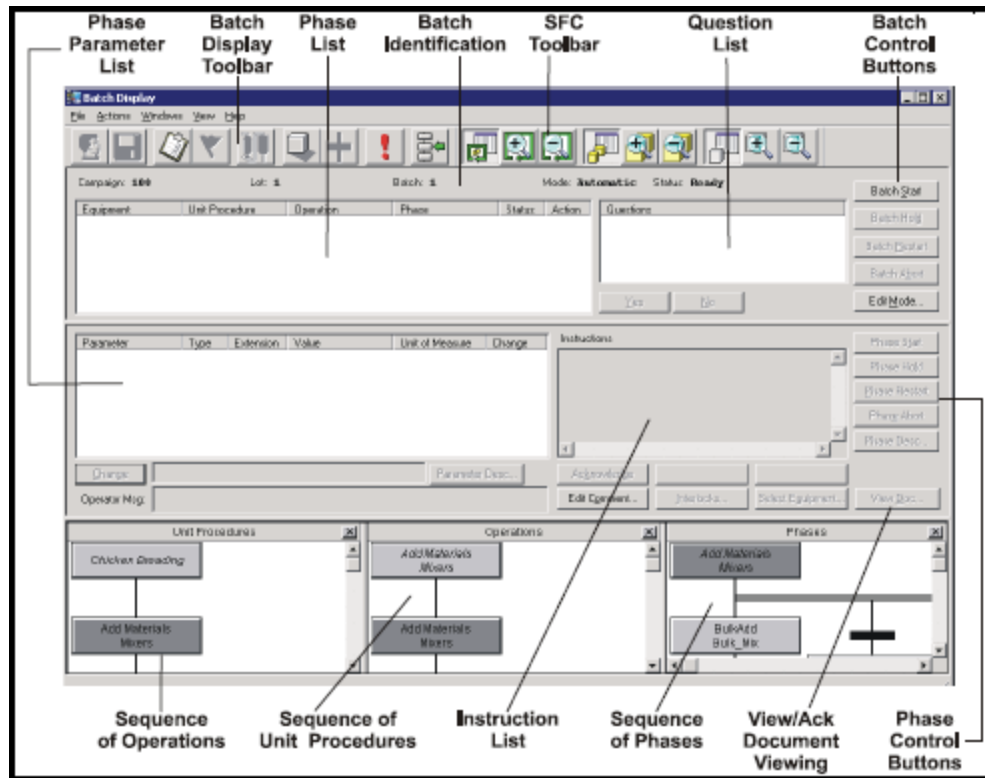 Phase Parameter List
Batch Display Toolbar
Phase List
Batch Identification
SFC Toolbar
Question List
Batch Control Buttons
Batch Display
File Actions Windows View Help
Campaign: 100 Lot: 1 Batch: 1 Mode: Automatic Status: Ready
Equipment Unit Procedure Operation Phase Status Action
Questions
Yes No
Batch Start
Batch Hold
Batch Restart
Batch Abort
Edit Mode...
Parameter Type Extension Value Unit of Measure Change
Instructions
Phase Start
Phase Hold
Phase Restart
Phase Abort
Phase Desc...
Change Parameter Desc...
Acknowledge
Operator Msg:
Edit Comment... Interlocks... Select Equipment... View Doc...
Unit Procedures
Chicken Breading
Add Materials
Mixers
Operations
Add Materials
Mixers
Add Materials
Mixers
Phases
Add Materials
Mixers
BulkAdd
Bulk_Mix
Sequence of Operations
Sequence of Unit Procedures
Instruction List
Sequence of Phases
View/Ack Document Viewing
Phase Control Buttons